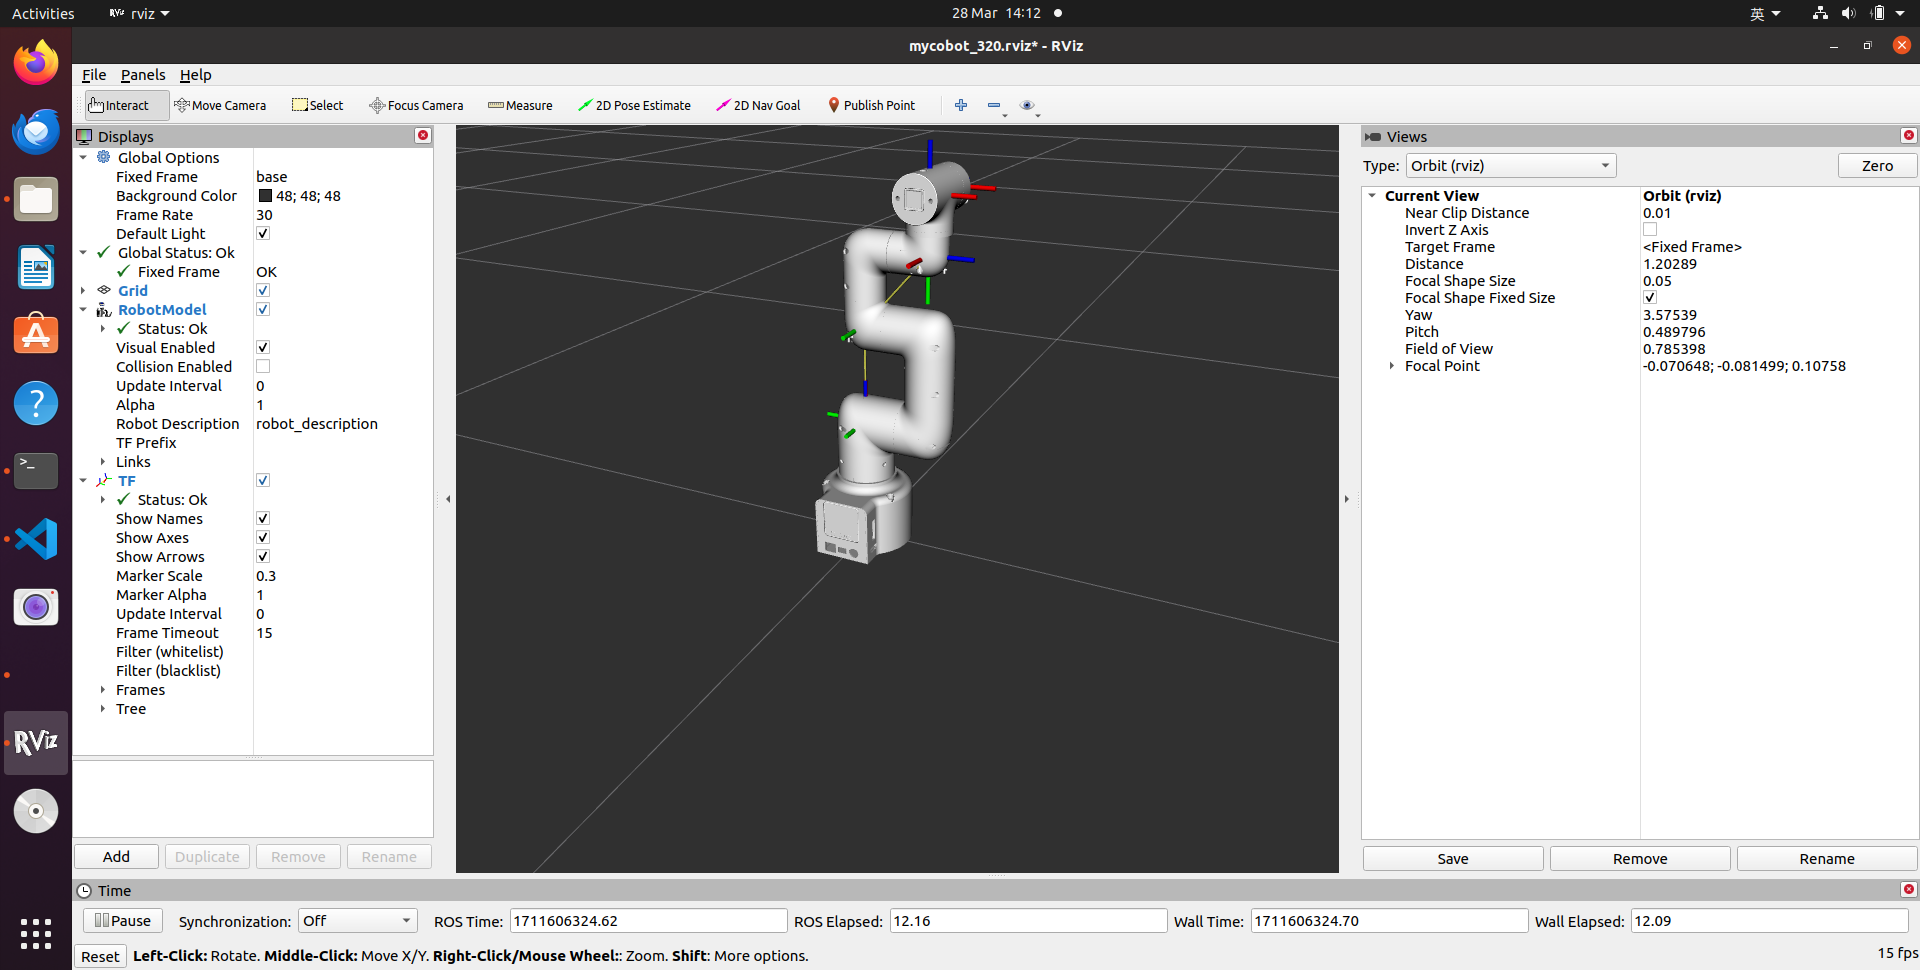 Activities RViz rviz 28 Mar 14:12 英
mycobot_320.rviz* - RViz
File Panels Help
Interact Move Camera Select Focus Camera Measure 2D Pose Estimate 2D Nav Goal Publish Point
Displays
Global Options
Fixed Frame base
Background Color 48; 48; 48
Frame Rate 30
Default Light
Global Status: Ok
Fixed Frame OK
Grid
RobotModel
Status: Ok
Visual Enabled
Collision Enabled
Update Interval 0
Alpha 1
Robot Description robot_description
TF Prefix
Links
TF
Status: Ok
Show Names
Show Axes
Show Arrows
Marker Scale 0.3
Marker Alpha 1
Update Interval 0
Frame Timeout 15
Filter (whitelist)
Filter (blacklist)
Frames
Tree
Add Duplicate Remove Rename
Views
Type: Orbit (rviz) Zero
Current View Orbit (rviz)
Near Clip Distance 0.01
Invert Z Axis
Target Frame <Fixed Frame>
Distance 1.20289
Focal Shape Size 0.05
Focal Shape Fixed Size
Yaw 3.57539
Pitch 0.489796
Field of View 0.785398
Focal Point -0.070648; -0.081499; 0.10758
Save Remove Rename
RViz
Time
Pause Synchronization: Off ROS Time: 1711606324.62 ROS Elapsed: 12.16 Wall Time: 1711606324.70 Wall Elapsed: 12.09
Reset Left-Click: Rotate. Middle-Click: Move X/Y. Right-Click/Mouse Wheel:: Zoom. Shift: More options. 15 fps